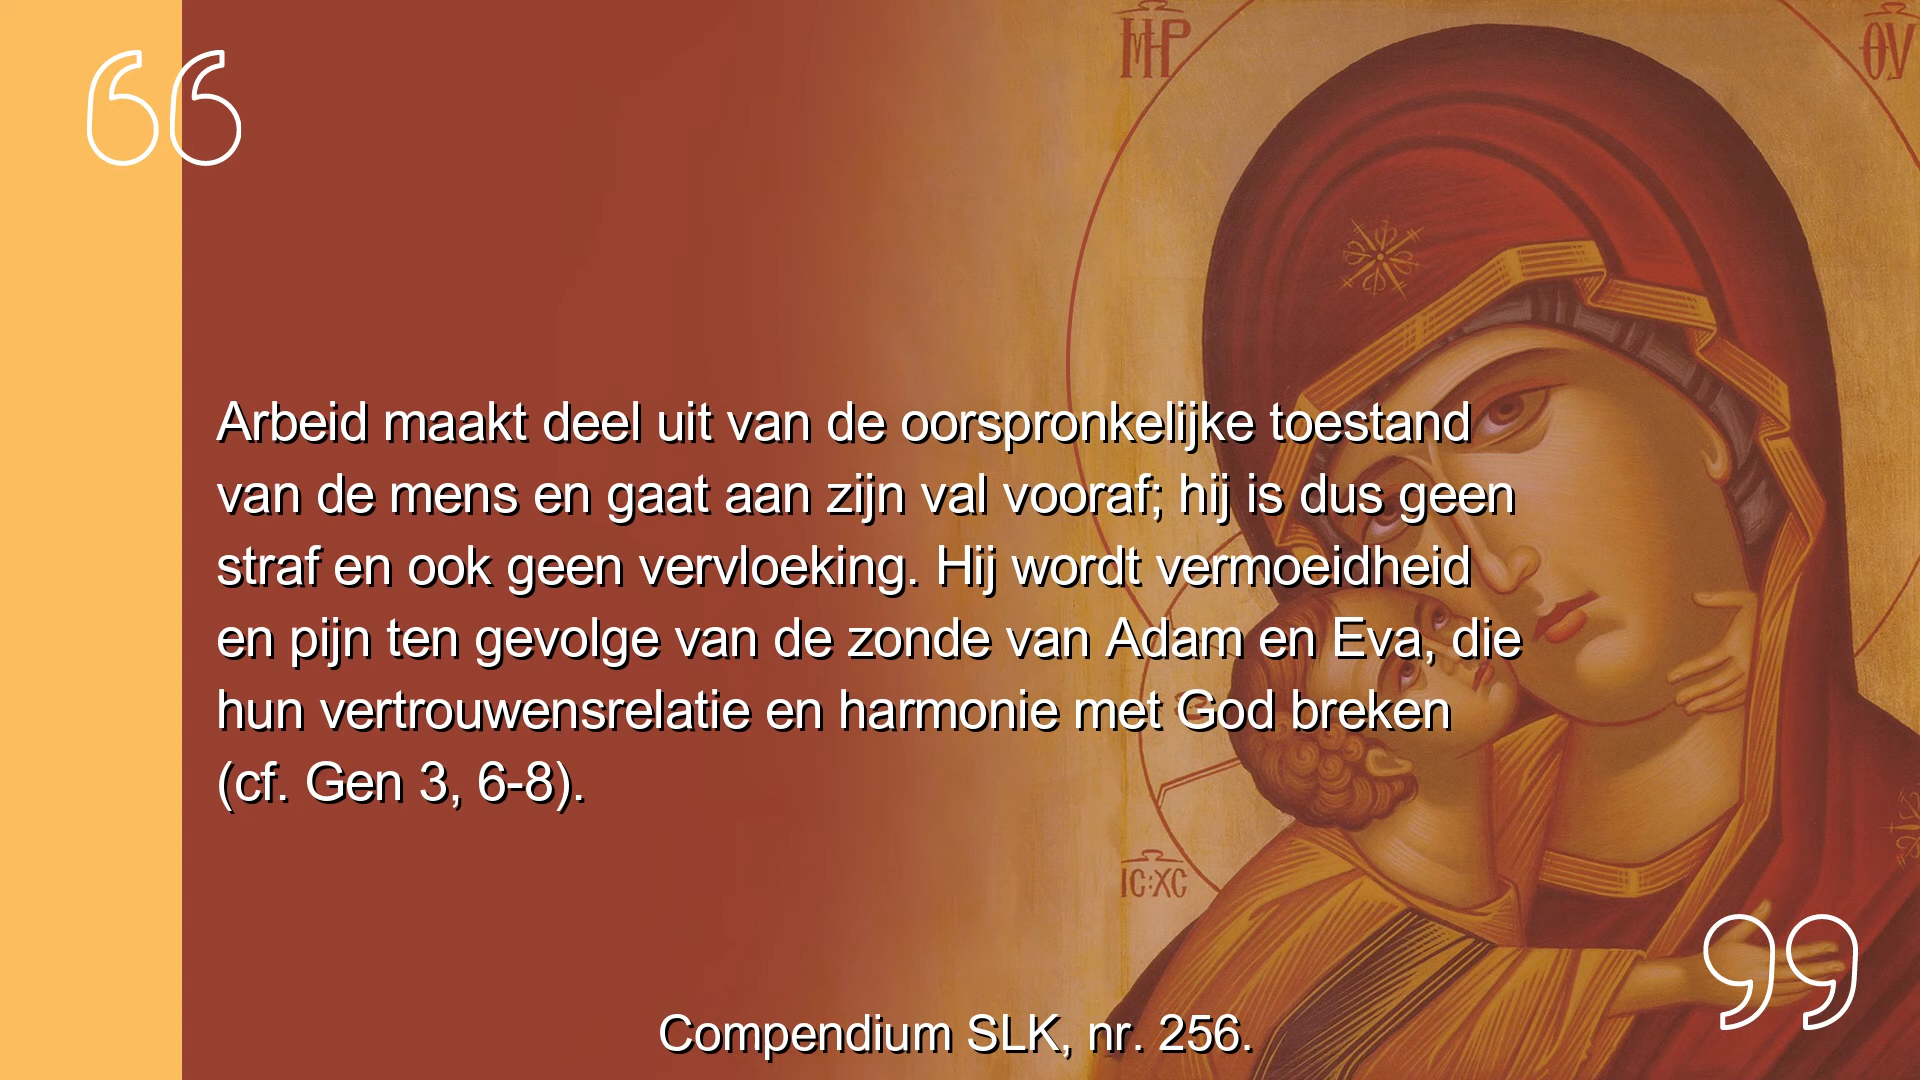 ΜΗΡ
ΘΥ
Arbeid maakt deel uit van de oorspronkelijke toestand
van de mens en gaat aan zijn val vooraf; hij is dus geen
straf en ook geen vervloeking. Hij wordt vermoeidheid
en pijn ten gevolge van de zonde van Adam en Eva, die
hun vertrouwensrelatie en harmonie met God breken
(cf. Gen 3, 6-8).
IC:XC
Compendium SLK, nr. 256.